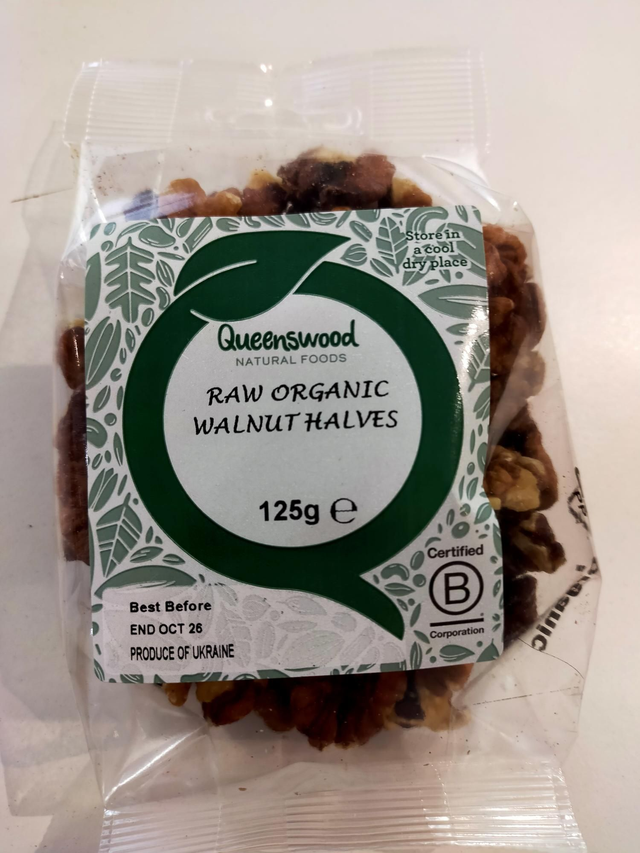 Store in
a cool
dry place
Queenswood
NATURAL FOODS
RAW ORGANIC
WALNUT HALVES
125g ℮
Certified
B
Corporation
Best Before
END OCT 26
PRODUCE OF UKRAINE